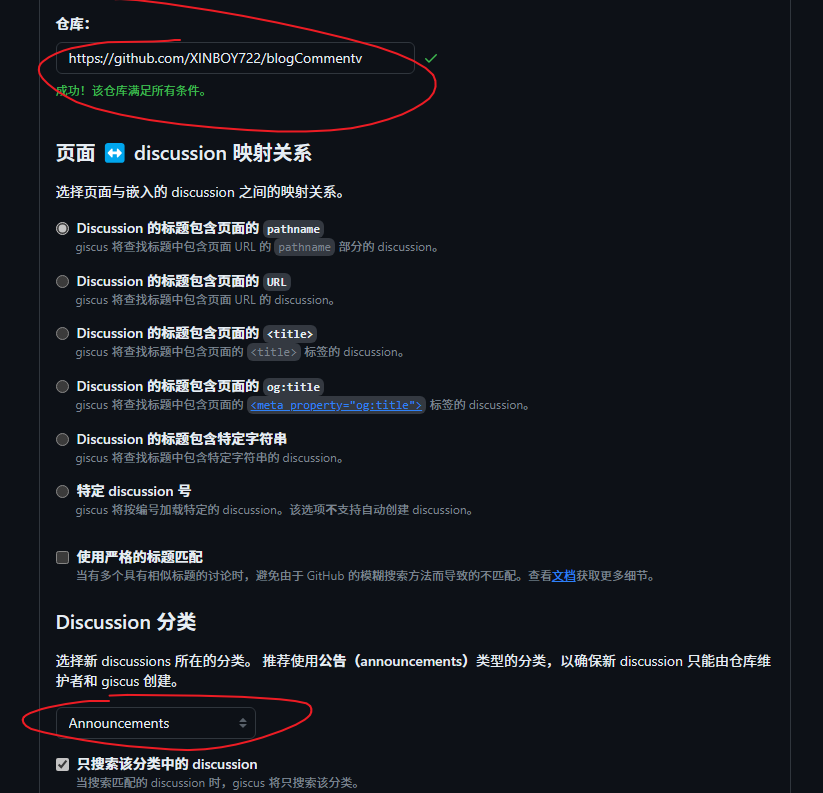 仓库：
https://github.com/XINBOY722/blogCommentv
成功！该仓库满足所有条件。
页面 ↔️ discussion 映射关系
选择页面与嵌入的 discussion 之间的映射关系。
Discussion 的标题包含页面的 pathname
giscus 将查找标题中包含页面 URL 的 pathname 部分的 discussion。
Discussion 的标题包含页面的 URL
giscus 将查找标题中包含页面 URL 的 discussion。
Discussion 的标题包含页面的 <title>
giscus 将查找标题中包含页面的 <title> 标签的 discussion。
Discussion 的标题包含页面的 og:title
giscus 将查找标题中包含页面的 <meta property="og:title"> 标签的 discussion。
Discussion 的标题包含特定字符串
giscus 将查找标题中包含特定字符串的 discussion。
特定 discussion 号
giscus 将按编号加载特定的 discussion。该选项不支持自动创建 discussion。
使用严格的标题匹配
当有多个具有相似标题的讨论时，避免由于 GitHub 的模糊搜索方法而导致的不匹配。查看文档获取更多细节。
Discussion 分类
选择新 discussions 所在的分类。 推荐使用公告（announcements）类型的分类，以确保新 discussion 只能由仓库维
护者和 giscus 创建。
Announcements
只搜索该分类中的 discussion
当搜索匹配的 discussion 时，giscus 将只搜索该分类。